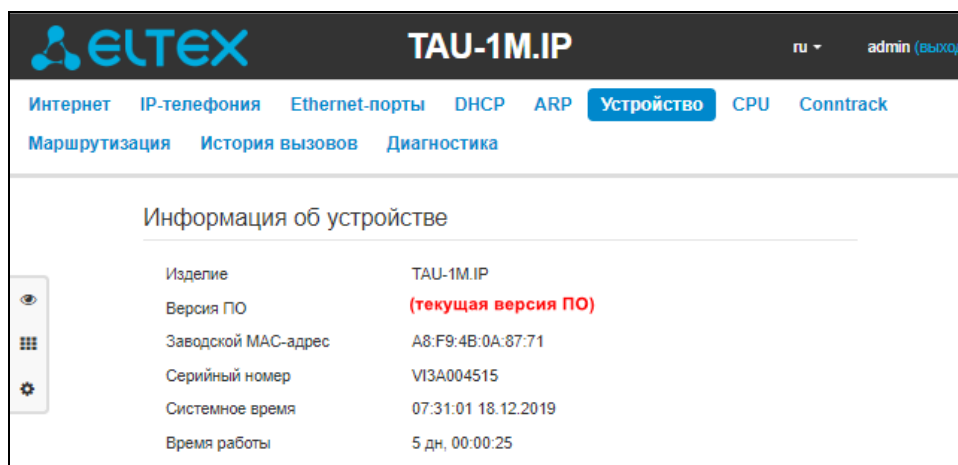 ELTEX TAU-1M.IP ru admin (выход
Интернет IP-телефония Ethernet-порты DHCP ARP Устройство CPU Conntrack
Маршрутизация История вызовов Диагностика
Информация об устройстве
Изделие TAU-1M.IP
Версия ПО (текущая версия ПО)
Заводской MAC-адрес A8:F9:4B:0A:87:71
Серийный номер VI3A004515
Системное время 07:31:01 18.12.2019
Время работы 5 дн, 00:00:25